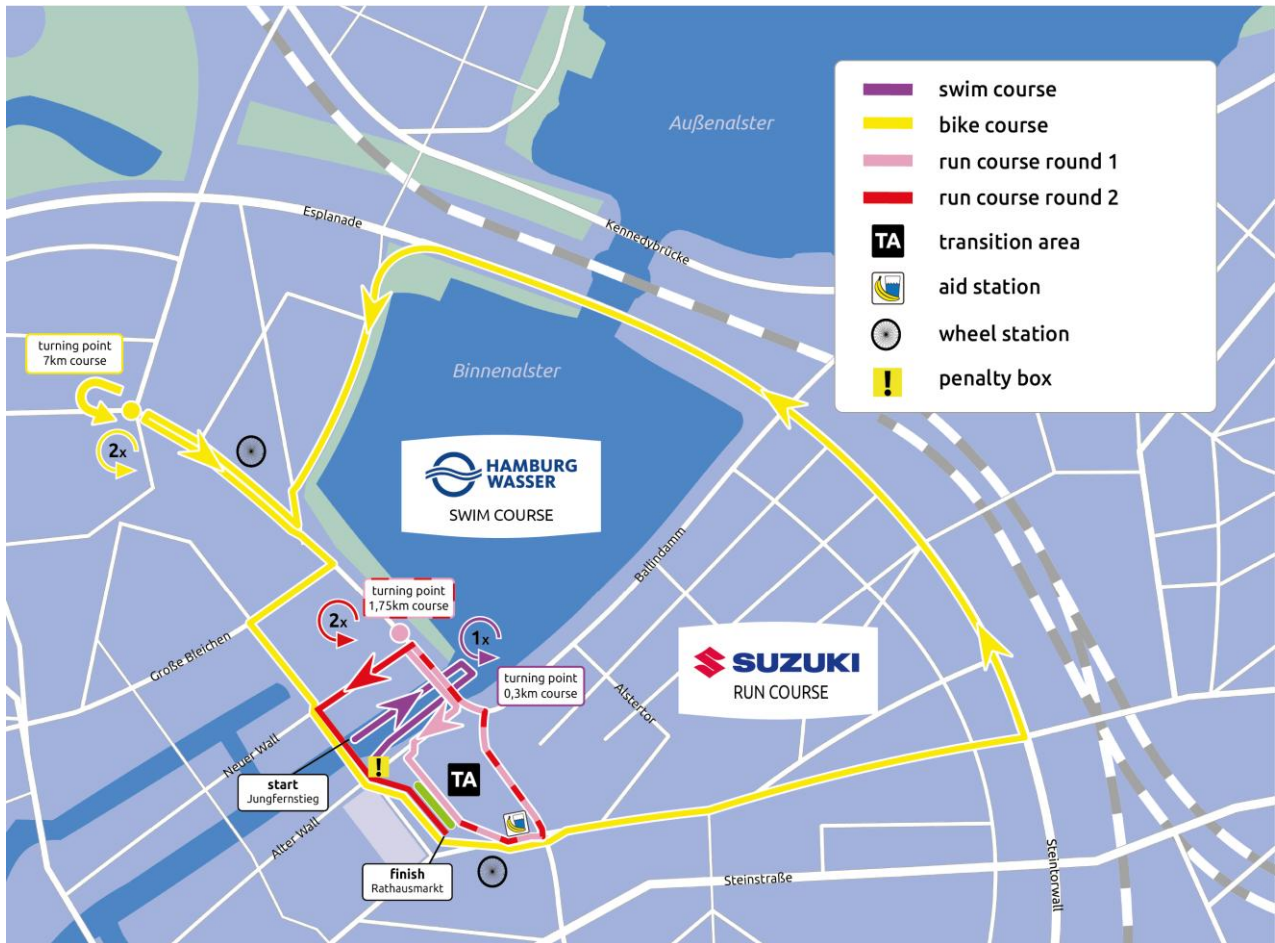 Außenalster
swim course
bike course
run course round 1
run course round 2
TA
transition area
aid station
wheel station
!
penalty box
Esplanade
Kennedybrücke
turning point
7km course
2x
Binnenalster
HAMBURG
WASSER
SWIM COURSE
Ballindamm
turning point
1,75km course
2x
1x
turning point
0,3km course
Große Bleichen
SUZUKI
RUN COURSE
Alstertor
Neuer Wall
start
Jungfernstieg
!
TA
Alter Wall
finish
Rathausmarkt
Steinstraße
Steintorwall